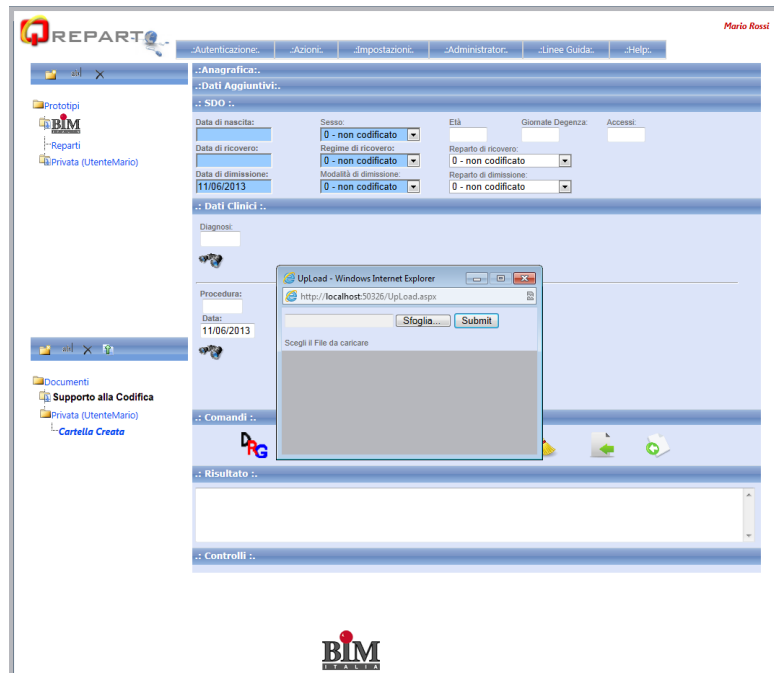 QREPARTO
Mario Rossi
.:Autenticazione:. .:Azioni:. .:Impostazioni:. .:Administrator:. .:Linee Guida:. .:Help:.
.:Anagrafica:.
.:Dati Aggiuntivi:.
.: SDO :.
Prototipi
BIM
ITALIA
Reparti
Privata (UtenteMario)
Data di nascita: Sesso: Età Giornate Degenza: Accessi:
0 - non codificato
Data di ricovero: Regime di ricovero: Reparto di ricovero:
0 - non codificato 0 - non codificato
Data di dimissione: Modalità di dimissione: Reparto di dimissione:
11/06/2013 0 - non codificato 0 - non codificato
.: Dati Clinici :.
Diagnosi:
UpLoad - Windows Internet Explorer
http://localhost:50326/UpLoad.aspx
Sfoglia... Submit
Scegli il File da caricare
Procedura:
Data:
11/06/2013
Documenti
Supporto alla Codifica
Privata (UtenteMario)
Cartella Creata
.: Comandi :.
DRG
.: Risultato :.
.: Controlli :.
BIM
ITALIA